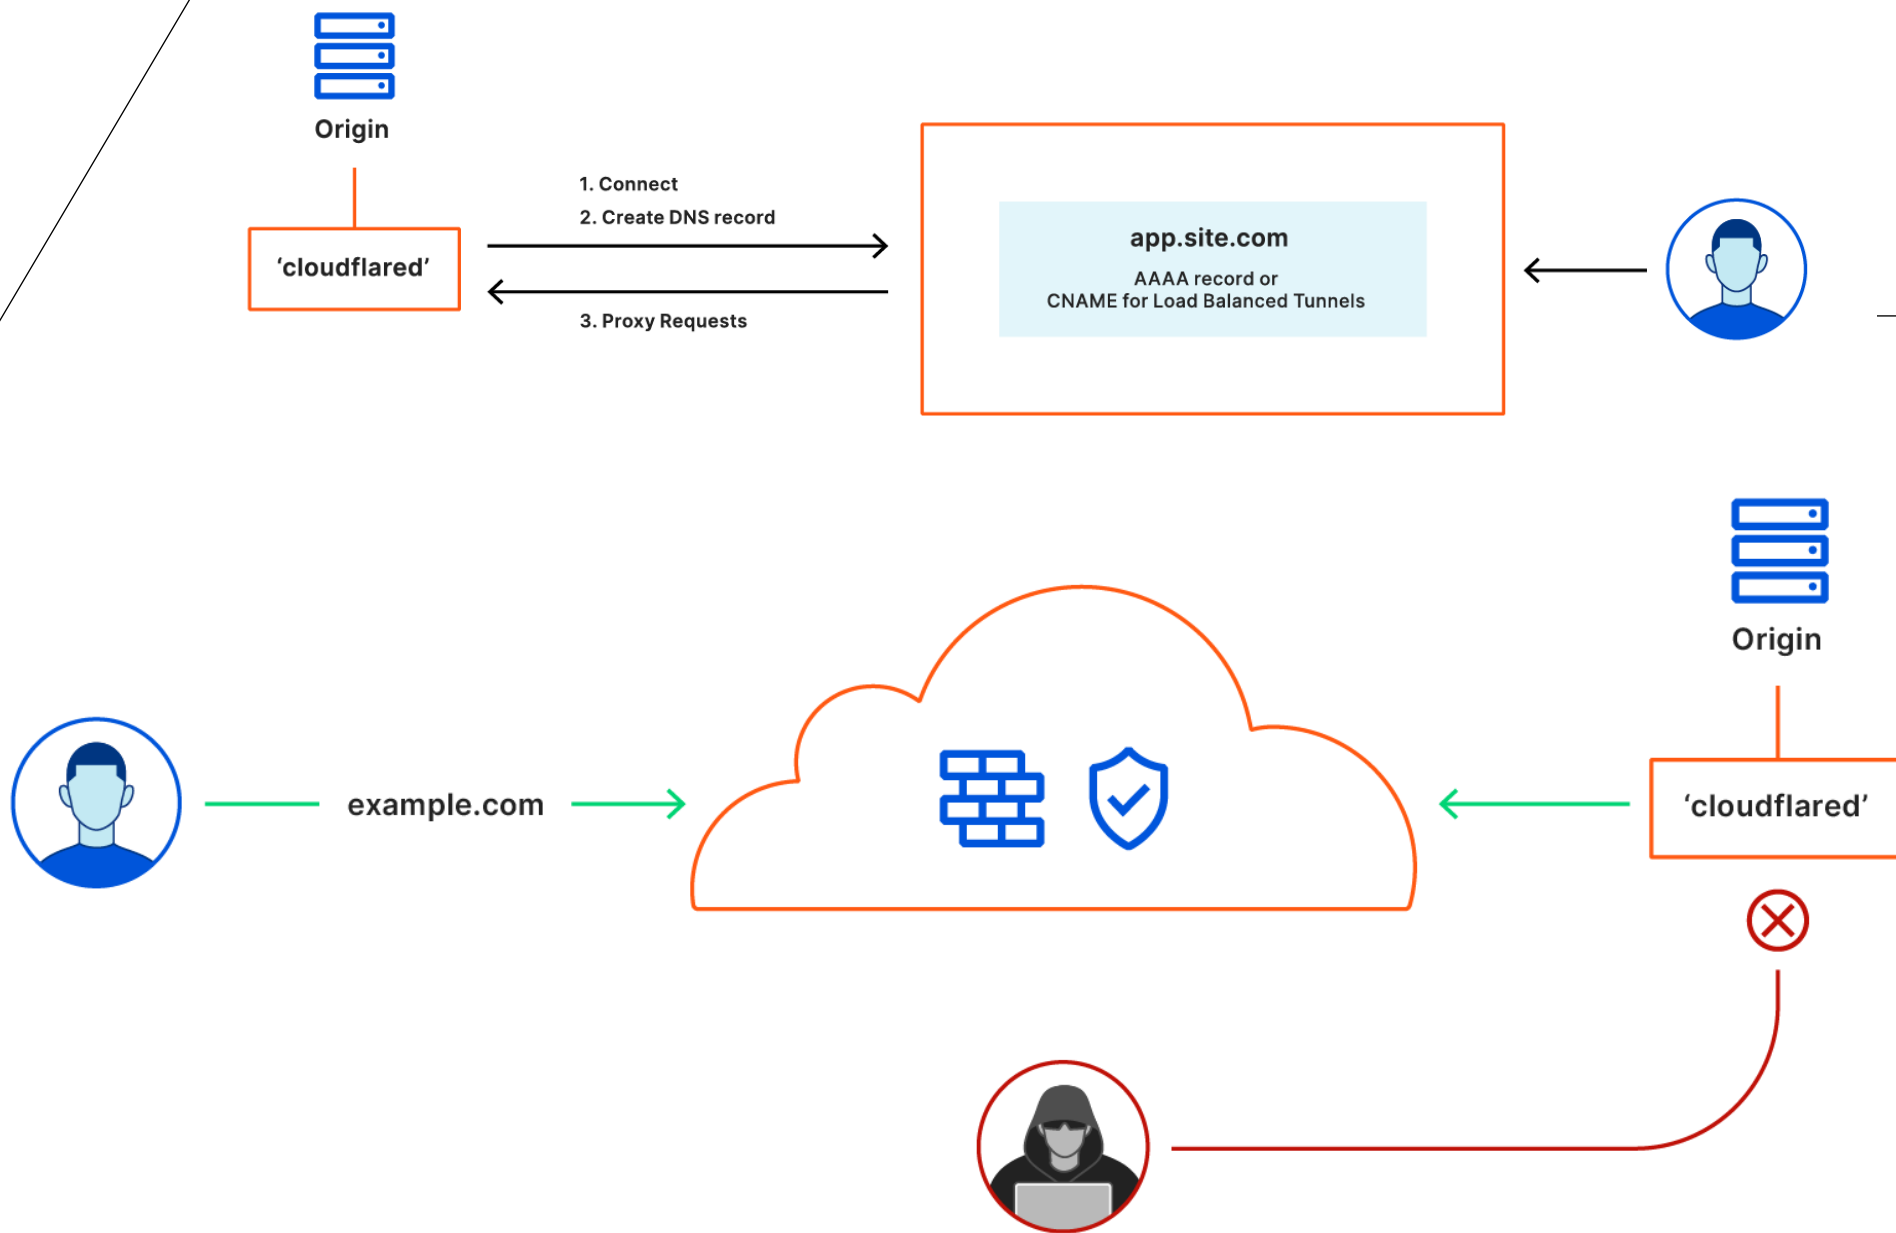 Origin
‘cloudflared’
1. Connect
2. Create DNS record
3. Proxy Requests
app.site.com
AAAA record or
CNAME for Load Balanced Tunnels
Origin
example.com
‘cloudflared’